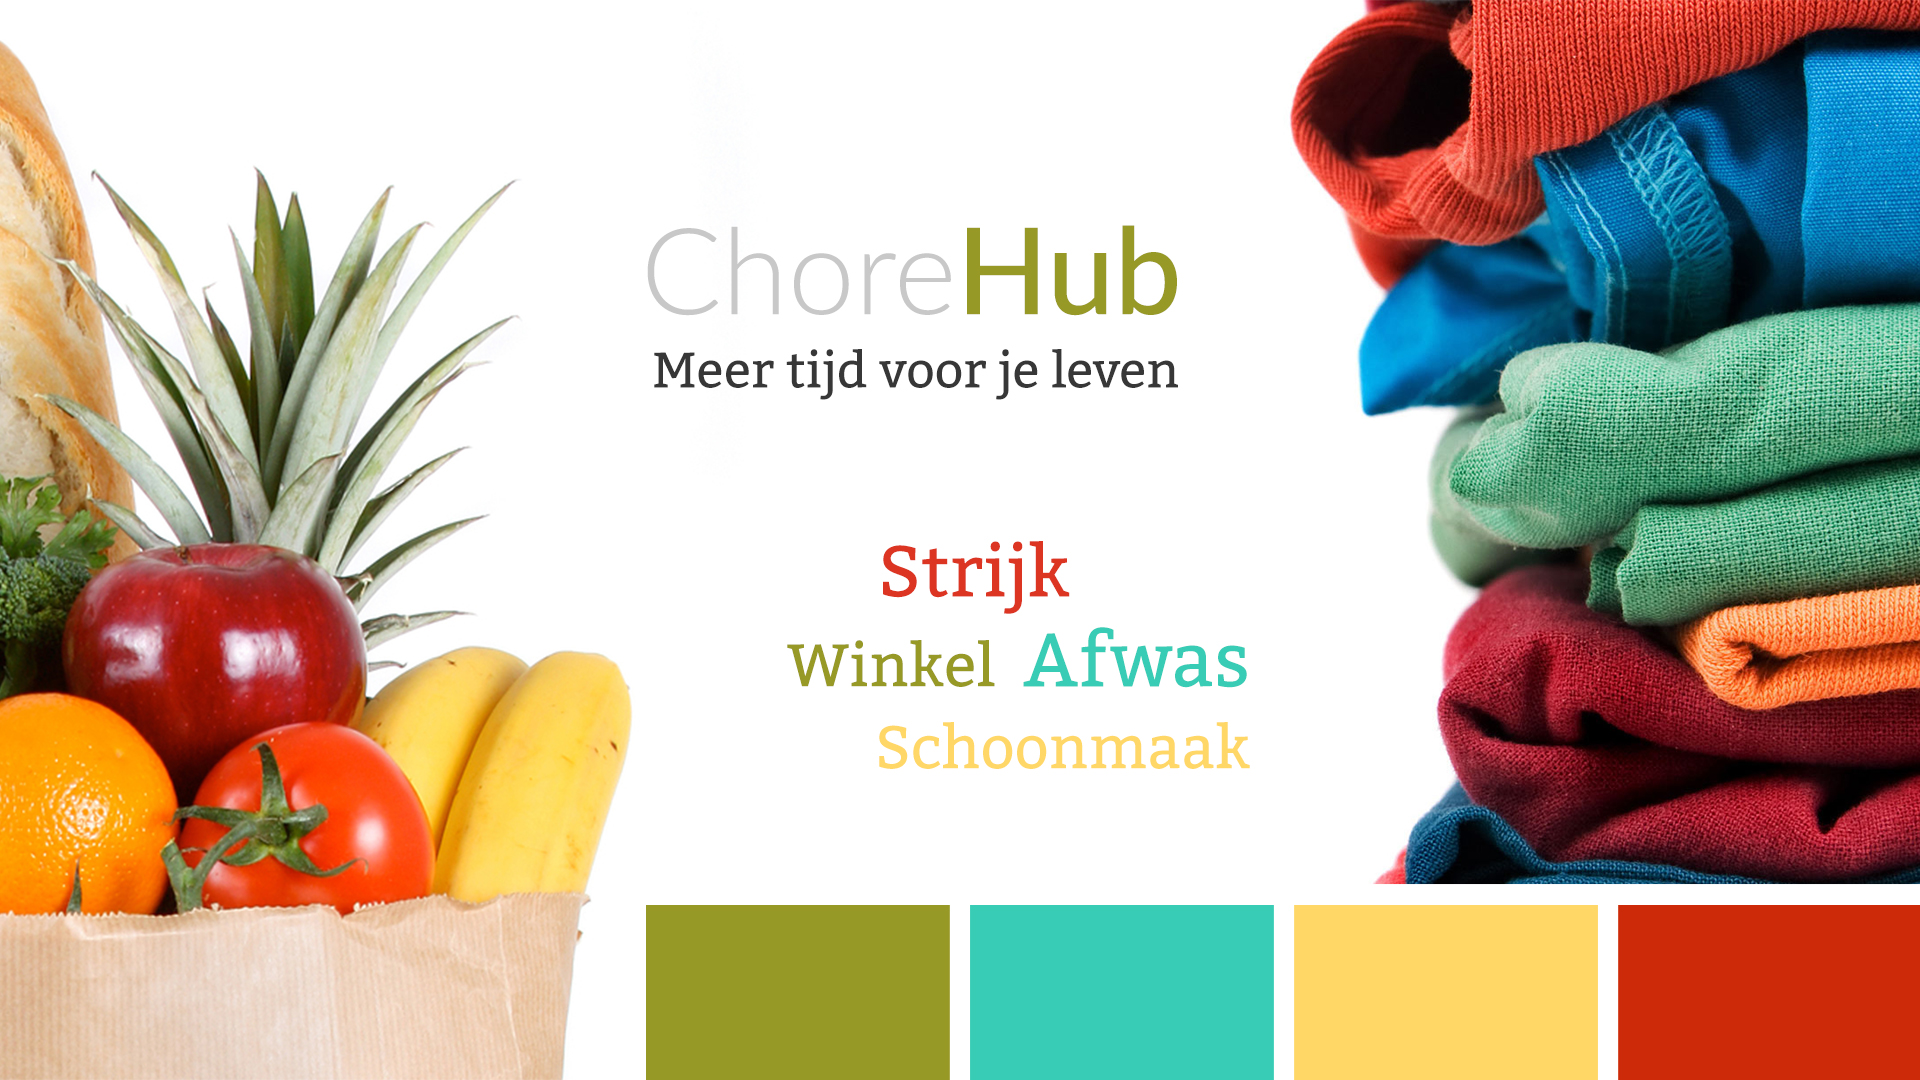 ChoreHub
Meer tijd voor je leven
Strijk
Winkel Afwas
Schoonmaak